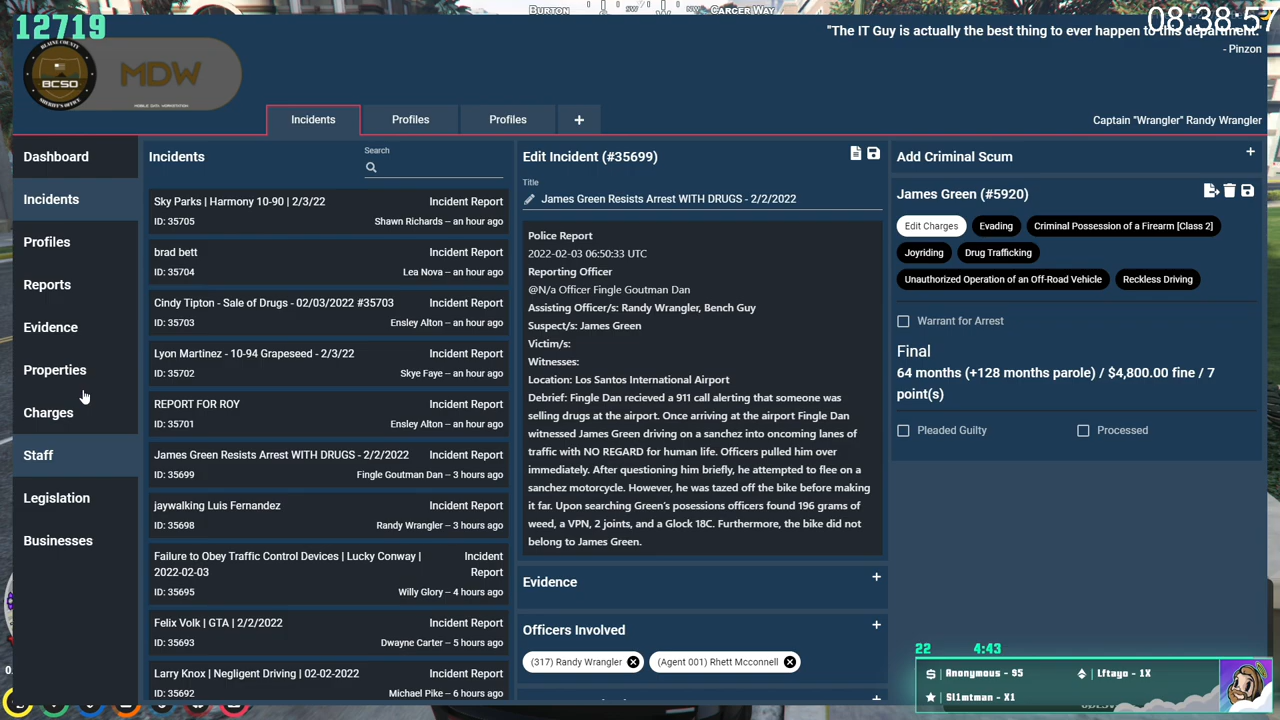 BURTON
SW
W
CARCER WAY
12719
08:38:57
"The IT Guy is actually the best thing to ever happen to this department."
- Pinzon
BLAINE COUNTY
BCSO
SHERIFF'S OFFICE
MDW
MOBILE DATA WORKSTATION
Incidents
Profiles
Profiles
+
Captain "Wrangler" Randy Wrangler
Dashboard
Incidents
Profiles
Reports
Evidence
Properties
Charges
Staff
Legislation
Businesses
Incidents
Search
Sky Parks | Harmony 10-90 | 2/3/22 Incident Report
ID: 35705 Shawn Richards – an hour ago
brad bett Incident Report
ID: 35704 Lea Nova – an hour ago
Cindy Tipton - Sale of Drugs - 02/03/2022 #35703 Incident Report
ID: 35703 Ensley Alton – an hour ago
Lyon Martinez - 10-94 Grapeseed - 2/3/22 Incident Report
ID: 35702 Skye Faye – an hour ago
REPORT FOR ROY Incident Report
ID: 35701 Ensley Alton – an hour ago
James Green Resists Arrest WITH DRUGS - 2/2/2022 Incident Report
ID: 35699 Fingle Goutman Dan – 3 hours ago
jaywalking Luis Fernandez Incident Report
ID: 35698 Randy Wrangler – 3 hours ago
Failure to Obey Traffic Control Devices | Lucky Conway | Incident
2022-02-03 Report
ID: 35695 Willy Glory – 4 hours ago
Felix Volk | GTA | 2/2/2022 Incident Report
ID: 35693 Dwayne Carter – 5 hours ago
Larry Knox | Negligent Driving | 02-02-2022 Incident Report
ID: 35692 Michael Pike – 6 hours ago
Edit Incident (#35699)
Title
James Green Resists Arrest WITH DRUGS - 2/2/2022
Police Report
2022-02-03 06:50:33 UTC
Reporting Officer
@N/a Officer Fingle Goutman Dan
Assisting Officer/s: Randy Wrangler, Bench Guy
Suspect/s: James Green
Victim/s:
Witnesses:
Location: Los Santos International Airport
Debrief: Fingle Dan recieved a 911 call alerting that someone was
selling drugs at the airport. Once arriving at the airport Fingle Dan
witnessed James Green driving on a sanchez into oncoming lanes of
traffic with NO REGARD for human life. Officers pulled him over
immediately. After questioning him briefly, he attempted to flee on a
sanchez motorcycle. However, he was tazed off the bike before making
it far. Upon searching Green's posessions officers found 196 grams of
weed, a VPN, 2 joints, and a Glock 18C. Furthermore, the bike did not
belong to James Green.
Evidence +
Officers Involved +
(317) Randy Wrangler
(Agent 001) Rhett Mcconnell
+
Add Criminal Scum +
James Green (#5920)
Edit Charges Evading Criminal Possession of a Firearm [Class 2]
Joyriding Drug Trafficking
Unauthorized Operation of an Off-Road Vehicle Reckless Driving
Warrant for Arrest
Final
64 months (+128 months parole) / $4,800.00 fine / 7
point(s)
Pleaded Guilty Processed
22 4:43
Anonymous - 95 Lftayo - 1X
Sl1mtman - X1